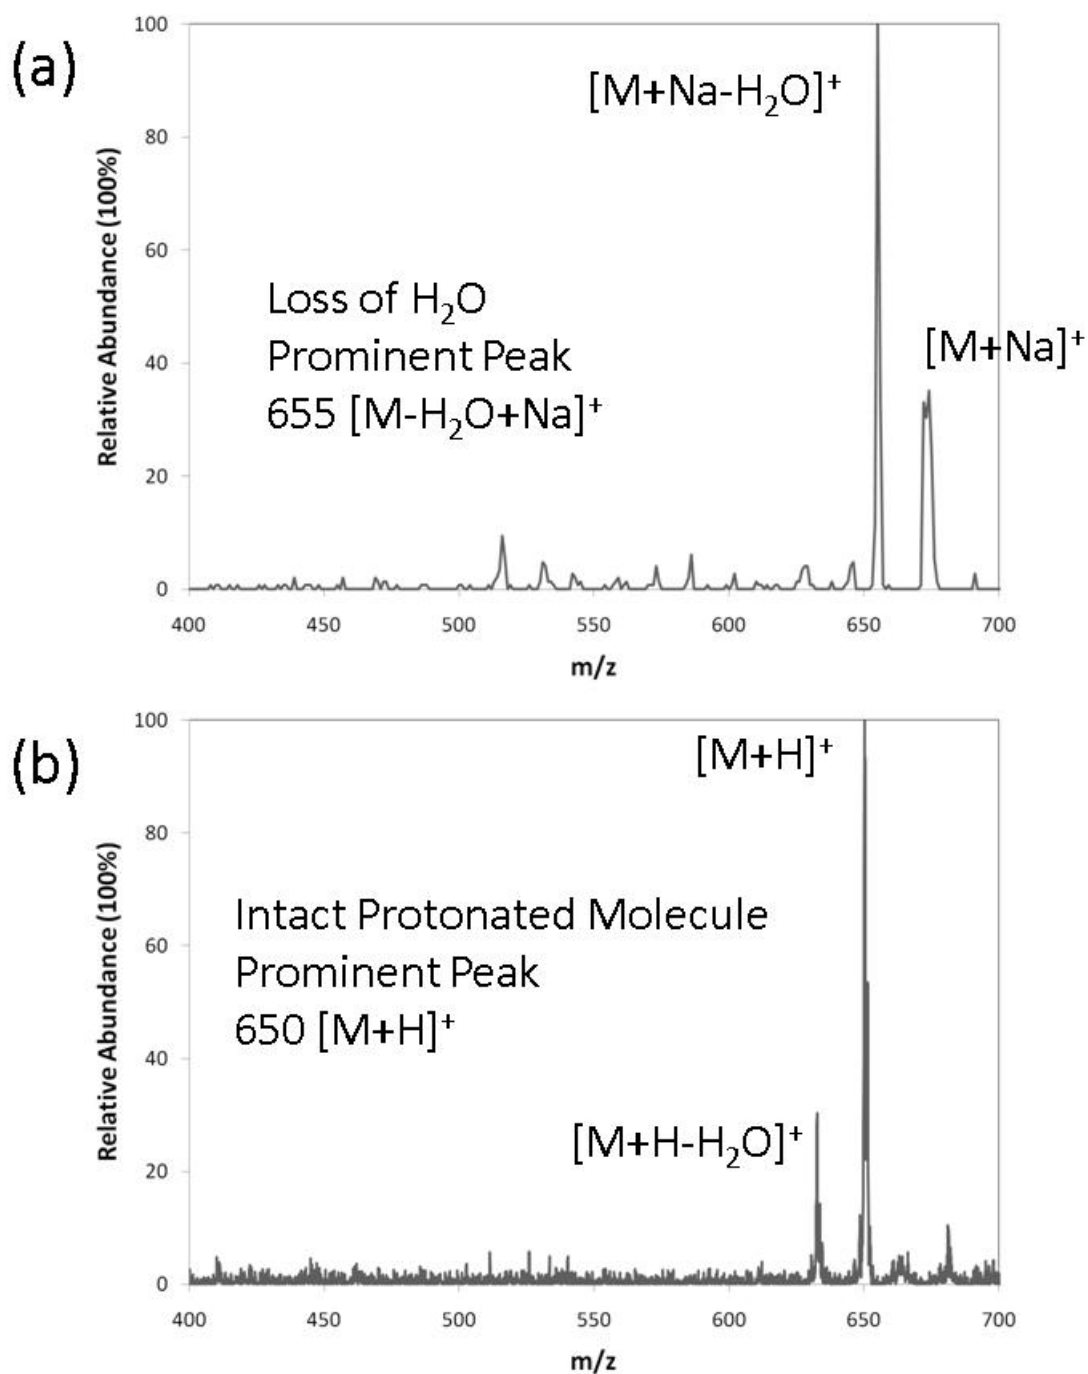 (a)
Relative Abundance (100%)
100
80
60
40
20
0
[M+Na-H₂O]⁺
Loss of H₂O
Prominent Peak
655 [M-H₂O+Na]⁺
[M+Na]⁺
400 450 500 550 600 650 700
m/z
(b)
Relative Abundance (100%)
100
80
60
40
20
0
[M+H]⁺
Intact Protonated Molecule
Prominent Peak
650 [M+H]⁺
[M+H-H₂O]⁺
400 450 500 550 600 650 700
m/z